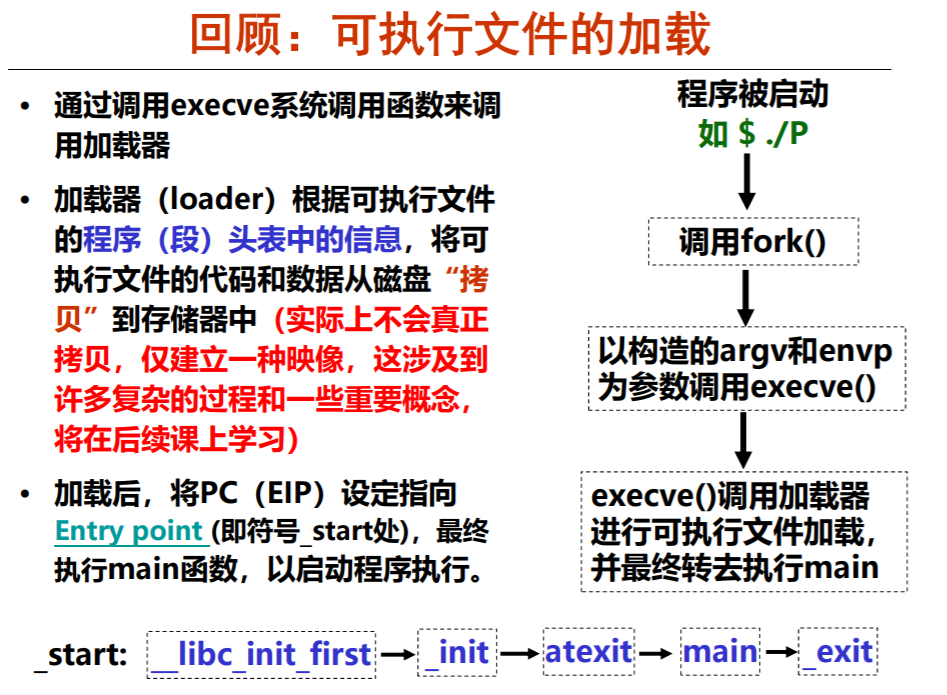 回顾：可执行文件的加载
• 通过调用execve系统调用函数来调
用加载器
• 加载器（loader）根据可执行文件
的程序（段）头表中的信息，将可
执行文件的代码和数据从磁盘“拷
贝”到存储器中（实际上不会真正
拷贝，仅建立一种映像，这涉及到
许多复杂的过程和一些重要概念，
将在后续课上学习）
• 加载后，将PC（EIP）设定指向
Entry point (即符号_start处)，最终
执行main函数，以启动程序执行。
程序被启动
如 $ ./P
调用fork()
以构造的argv和envp
为参数调用execve()
execve()调用加载器
进行可执行文件加载，
并最终转去执行main
_start: __libc_init_first _init atexit main _exit